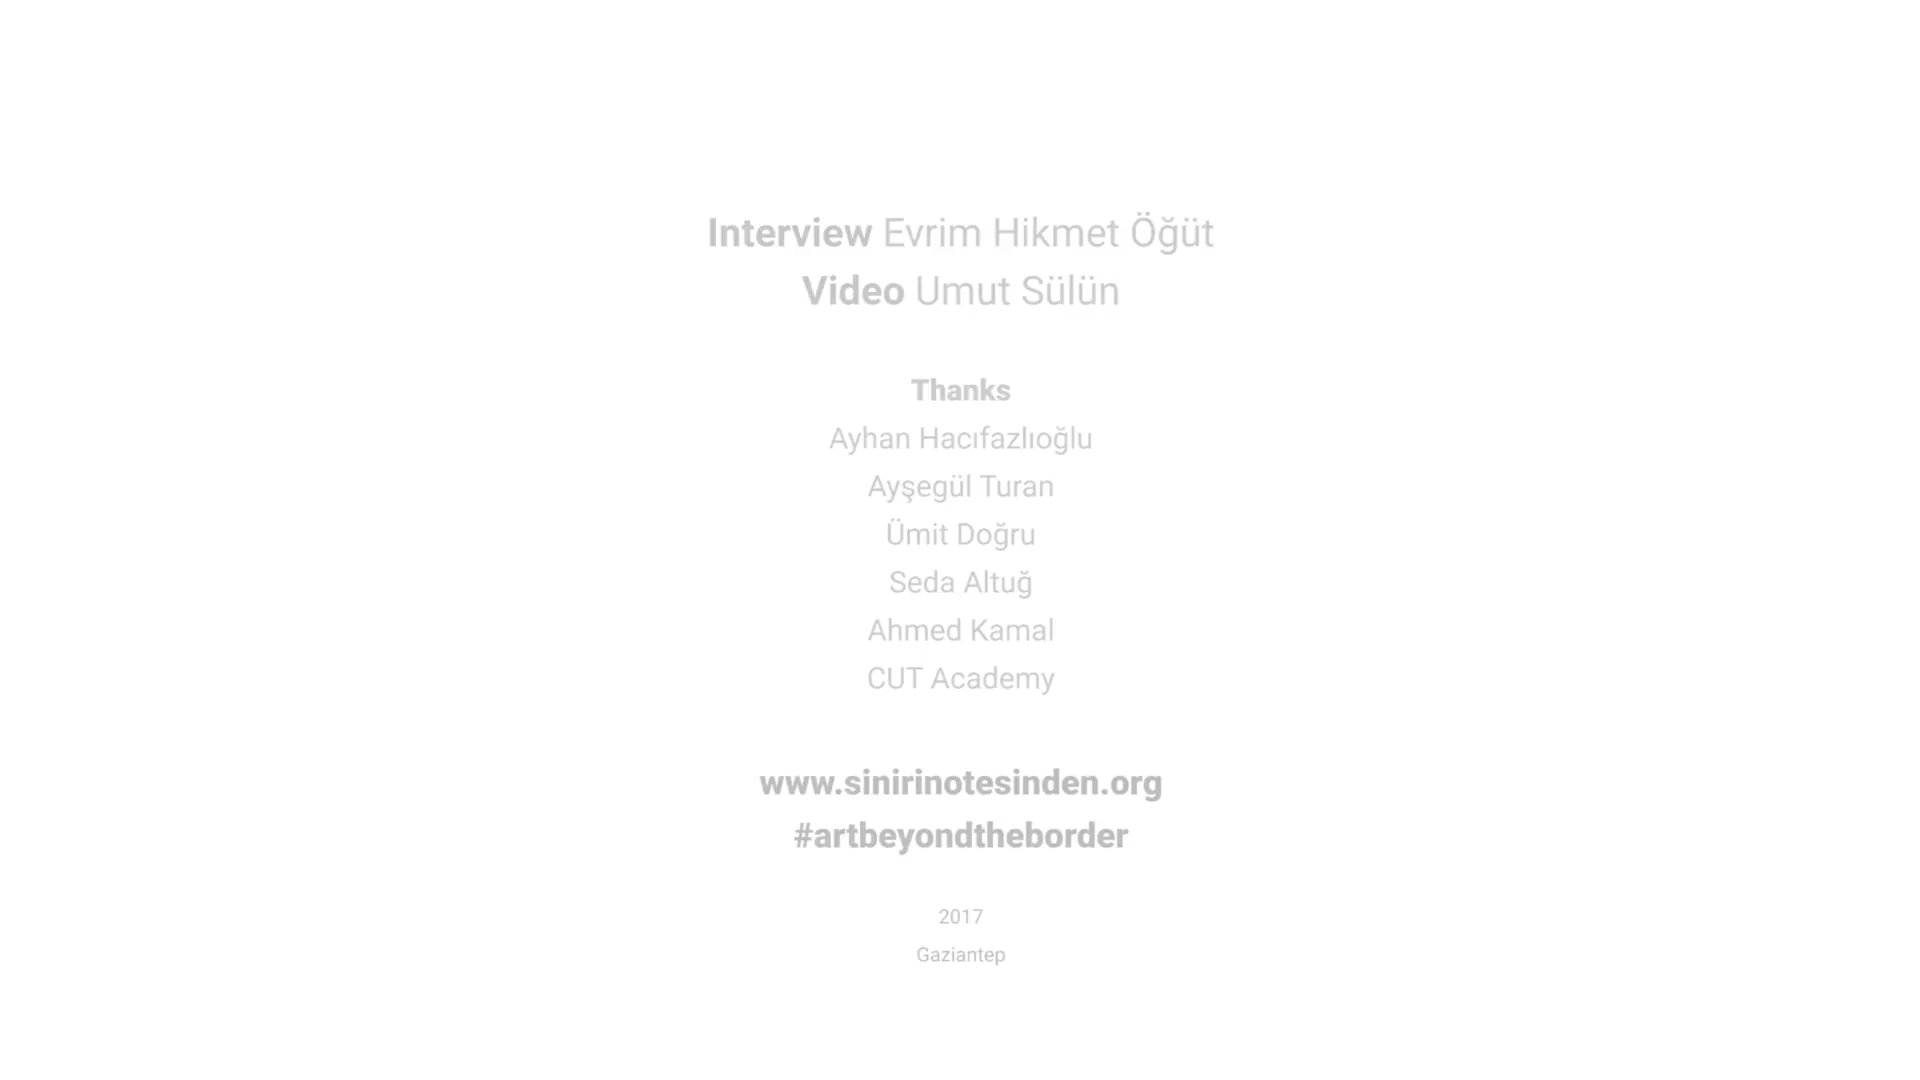 Interview Evrim Hikmet Öğüt
Video Umut Sülün
Thanks
Ayhan Hacıfazlıoğlu
Ayşegül Turan
Ümit Doğru
Seda Altuğ
Ahmed Kamal
CUT Academy
www.sinirinotesinden.org
#artbeyondtheborder
2017
Gaziantep